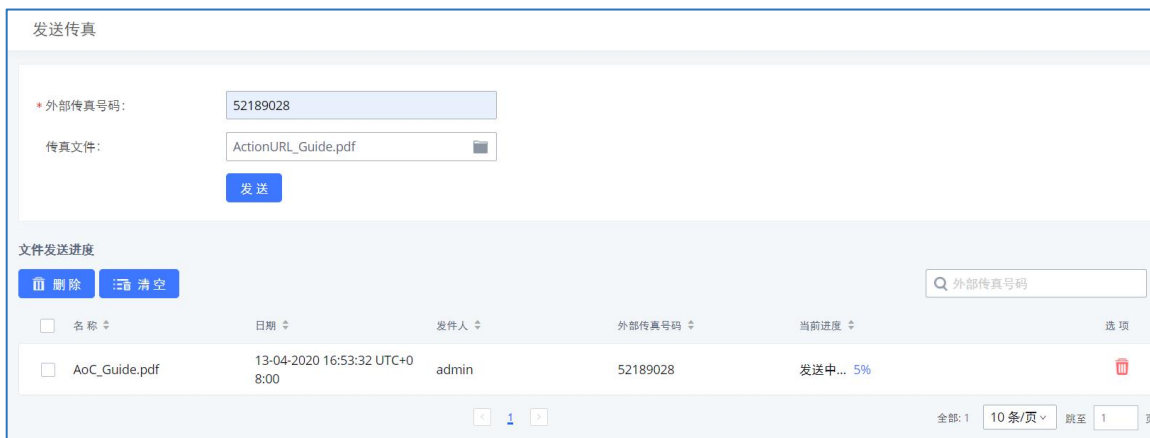 发送传真
* 外部传真号码: 52189028
传真文件: ActionURL_Guide.pdf
发 送
文件发送进度
删 除 清 空 外部传真号码
名 称 日期 发件人 外部传真号码 当前进度 选 项
AoC_Guide.pdf 13-04-2020 16:53:32 UTC+0 admin 52189028 发送中... 5%
8:00
1 全部: 1 10 条/页 跳至 1